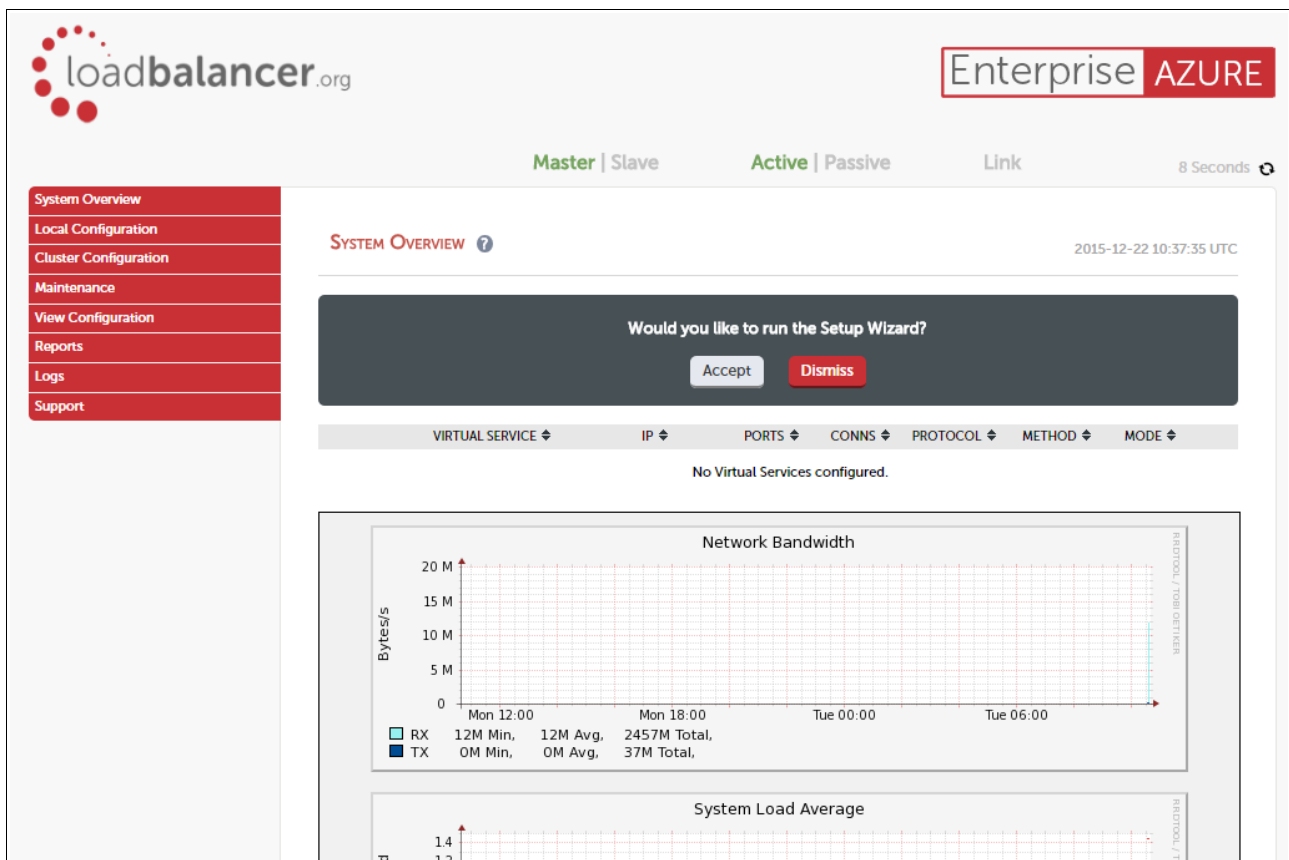 loadbalancer.org
Enterprise AZURE
Master | Slave
Active | Passive
Link
8 Seconds
System Overview
Local Configuration
Cluster Configuration
Maintenance
View Configuration
Reports
Logs
Support
SYSTEM OVERVIEW ?
2015-12-22 10:37:35 UTC
Would you like to run the Setup Wizard?
Accept
Dismiss
VIRTUAL SERVICE IP PORTS CONNS PROTOCOL METHOD MODE
No Virtual Services configured.
Network Bandwidth
RRDTOOL / TOBI OETIKER
Bytes/s
20 M
15 M
10 M
5 M
0
Mon 12:00 Mon 18:00 Tue 00:00 Tue 06:00
RX 12M Min, 12M Avg, 2457M Total,
TX 0M Min, 0M Avg, 37M Total,
System Load Average
RRDTOOL /
1.4